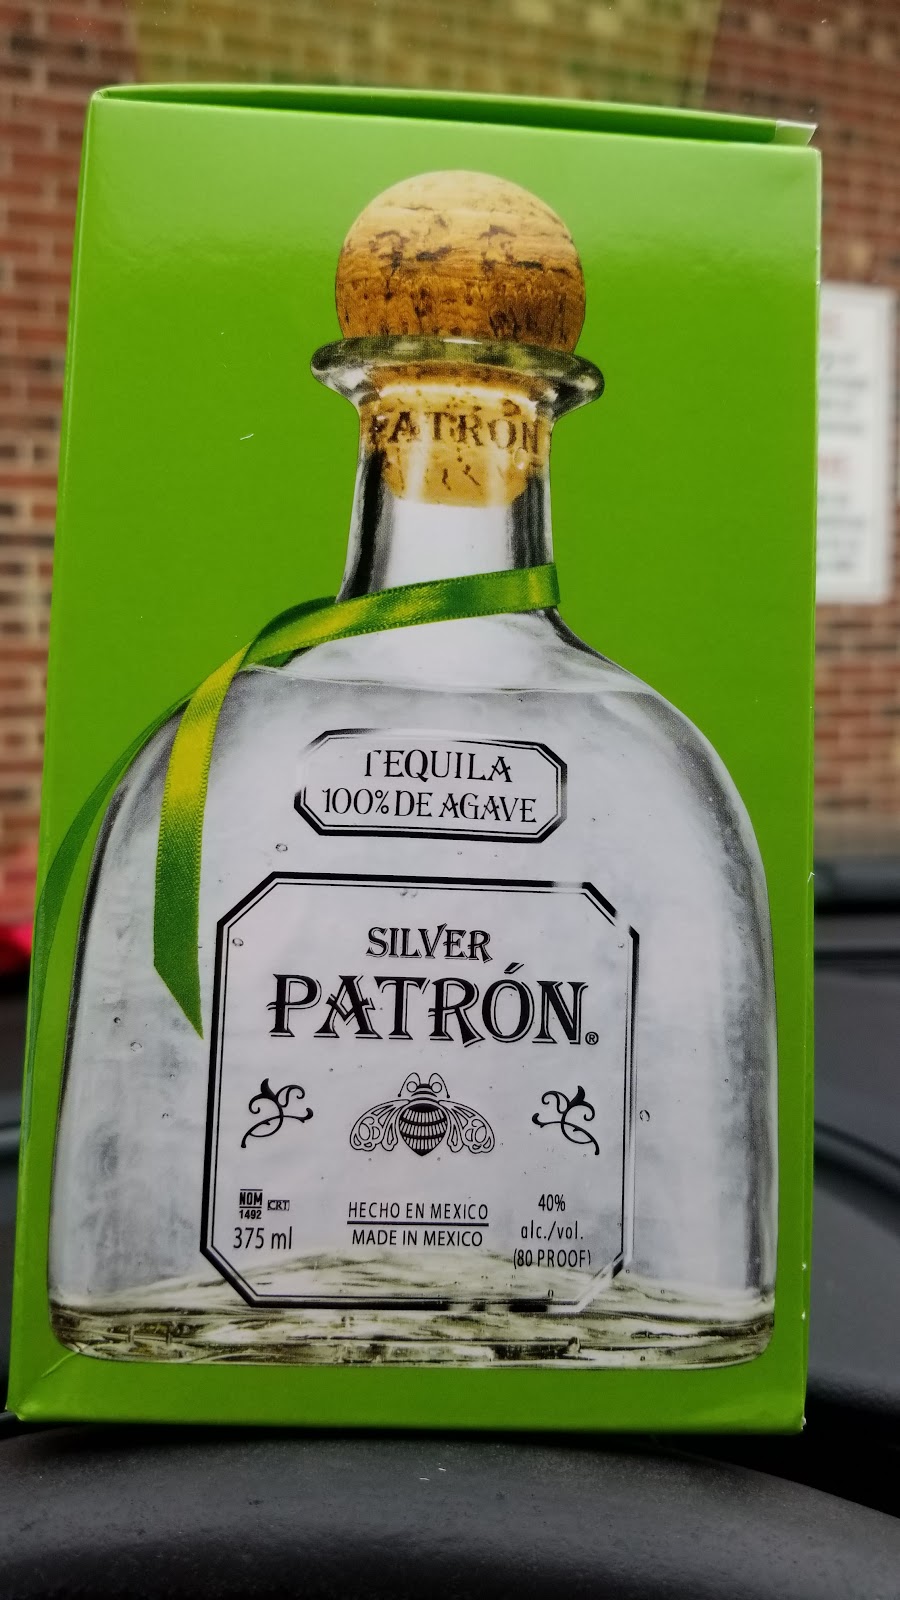 PATRÓN
TEQUILA
100% DE AGAVE
SILVER
PATRÓN®
NOM
1492
CRT
375 ml
HECHO EN MEXICO
MADE IN MEXICO
40%
alc./vol.
(80 PROOF)